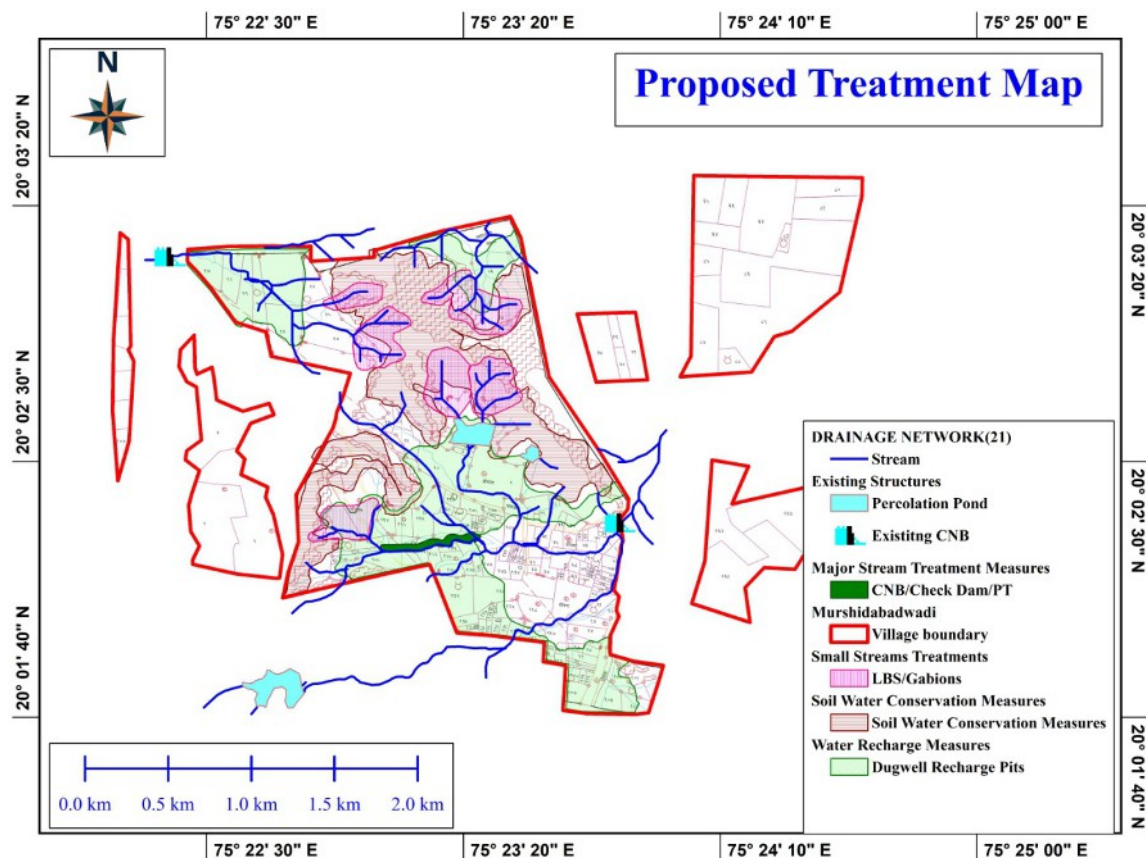 75° 22' 30" E
75° 23' 20" E
75° 24' 10" E
75° 25' 00" E
N
Proposed Treatment Map
20° 03' 20" N
20° 03' 20" N
20° 02' 30" N
20° 02' 30" N
20° 01' 40" N
20° 01' 40" N
DRAINAGE NETWORK(21)
Stream
Existing Structures
Percolation Pond
Existitng CNB
Major Stream Treatment Measures
CNB/Check Dam/PT
Murshidabadwadi
Village boundary
Small Streams Treatments
LBS/Gabions
Soil Water Conservation Measures
Soil Water Conservation Measures
Water Recharge Measures
Dugwell Recharge Pits
0.0 km 0.5 km 1.0 km 1.5 km 2.0 km
75° 22' 30" E
75° 23' 20" E
75° 24' 10" E
75° 25' 00" E